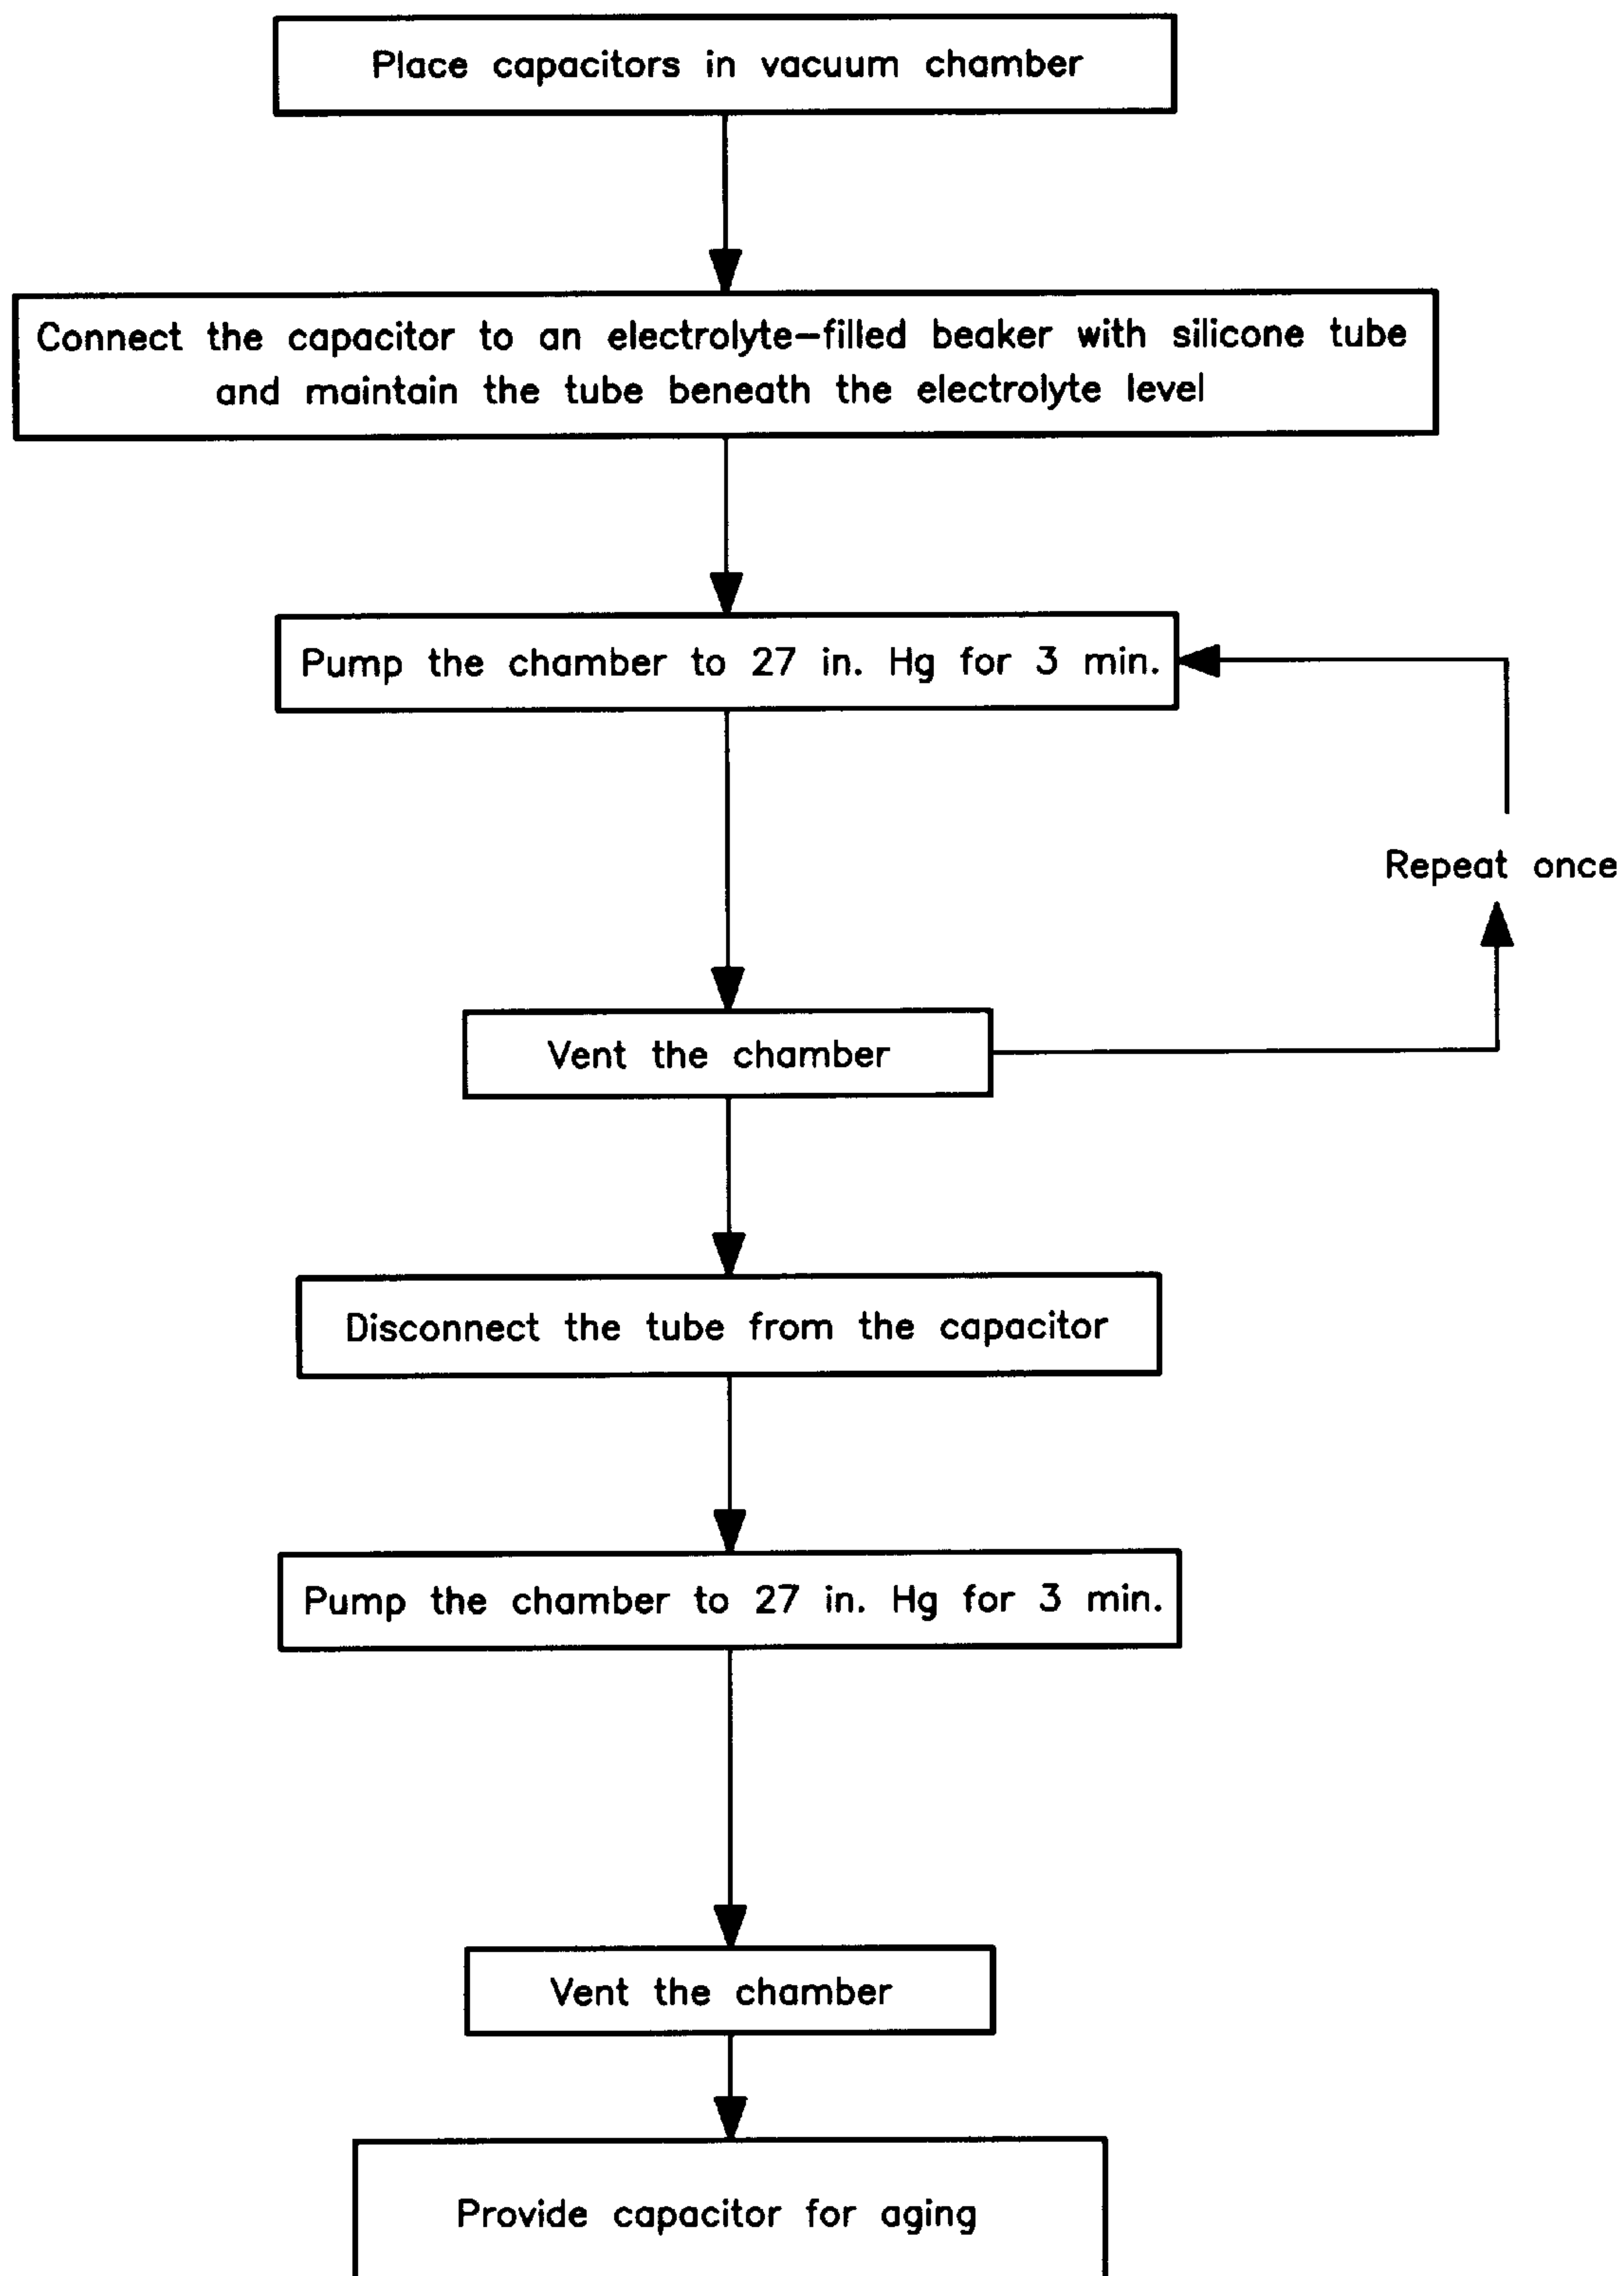 Place capacitors in vacuum chamber
Connect the capacitor to an electrolyte-filled beaker with silicone tube
and maintain the tube beneath the electrolyte level
Pump the chamber to 27 in. Hg for 3 min.
Repeat once
Vent the chamber
Disconnect the tube from the capacitor
Pump the chamber to 27 in. Hg for 3 min.
Vent the chamber
Provide capacitor for aging